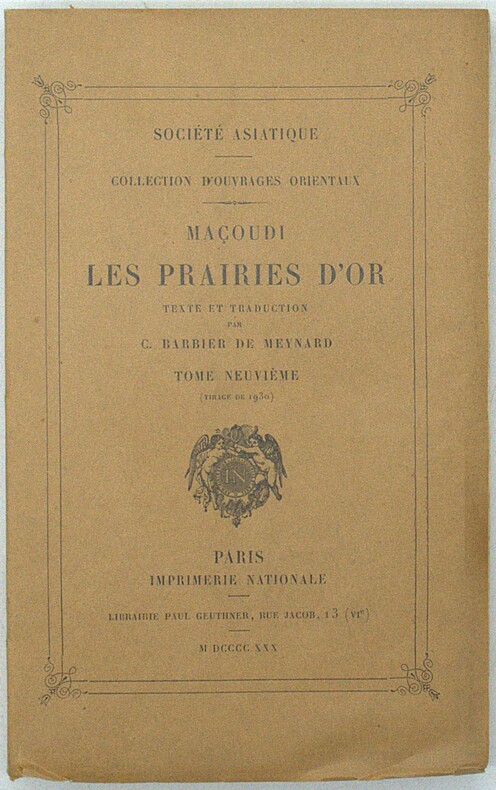 SOCIÉTÉ ASIATIQUE
COLLECTION D'OUVRAGES ORIENTAUX
MAÇOUDI
LES PRAIRIES D'OR
TEXTE ET TRADUCTION
PAR
C. BARBIER DE MEYNARD
TOME NEUVIÈME
(TIRAGE DE 1930)
IN
PARIS
IMPRIMERIE NATIONALE
LIBRAIRIE PAUL GEUTHNER, RUE JACOB, 13 (VIe)
M DCCCC XXX